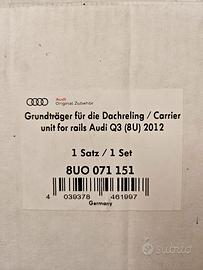 Audi
Original Zubehör
Grundträger für die Dachreling / Carrier
unit for rails Audi Q3 (8U) 2012
1 Satz / 1 Set
8UO 071 151
4 039378 461997
Germany
subito